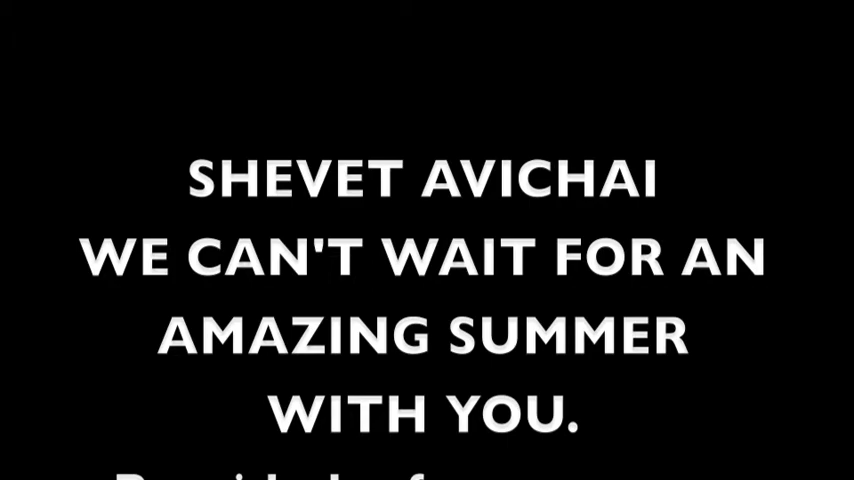 SHEVET AVICHAI
WE CAN'T WAIT FOR AN
AMAZING SUMMER
WITH YOU.